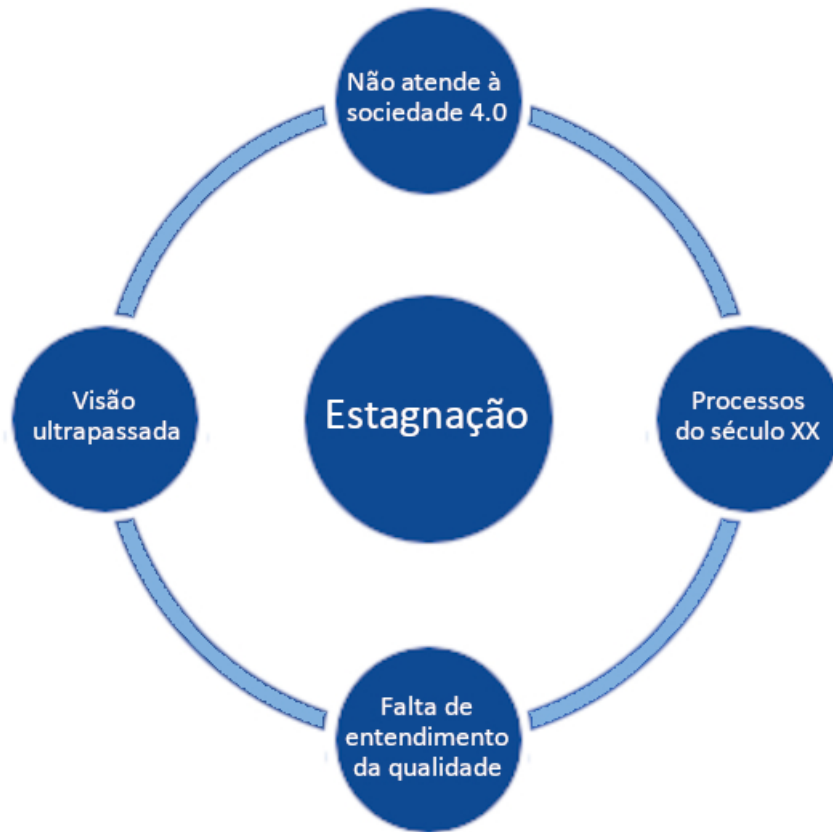 Não atende à
sociedade 4.0
Visão
ultrapassada
Estagnação
Processos
do século XX
Falta de
entendimento
da qualidade